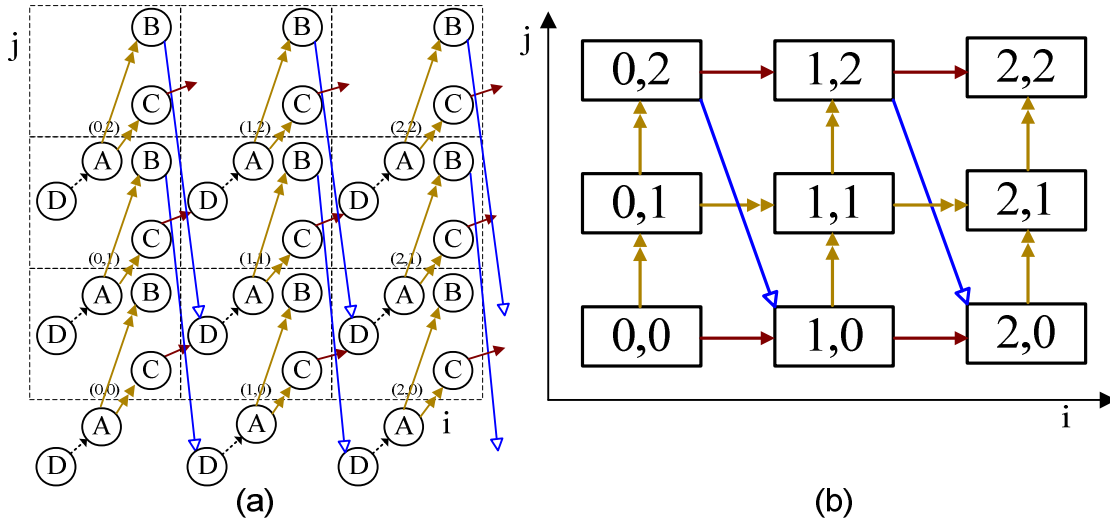 j
B B B
C C C
(0,2) (1,2) (2,2)
A B A B A B
D D D
C C C
(0,1) (1,1) (2,1)
A B A B A B
D D D
C C C
(0,0) (1,0) (2,0)
A A A
i
D D D
(a)
j
0,2 1,2 2,2
0,1 1,1 2,1
0,0 1,0 2,0
i
(b)